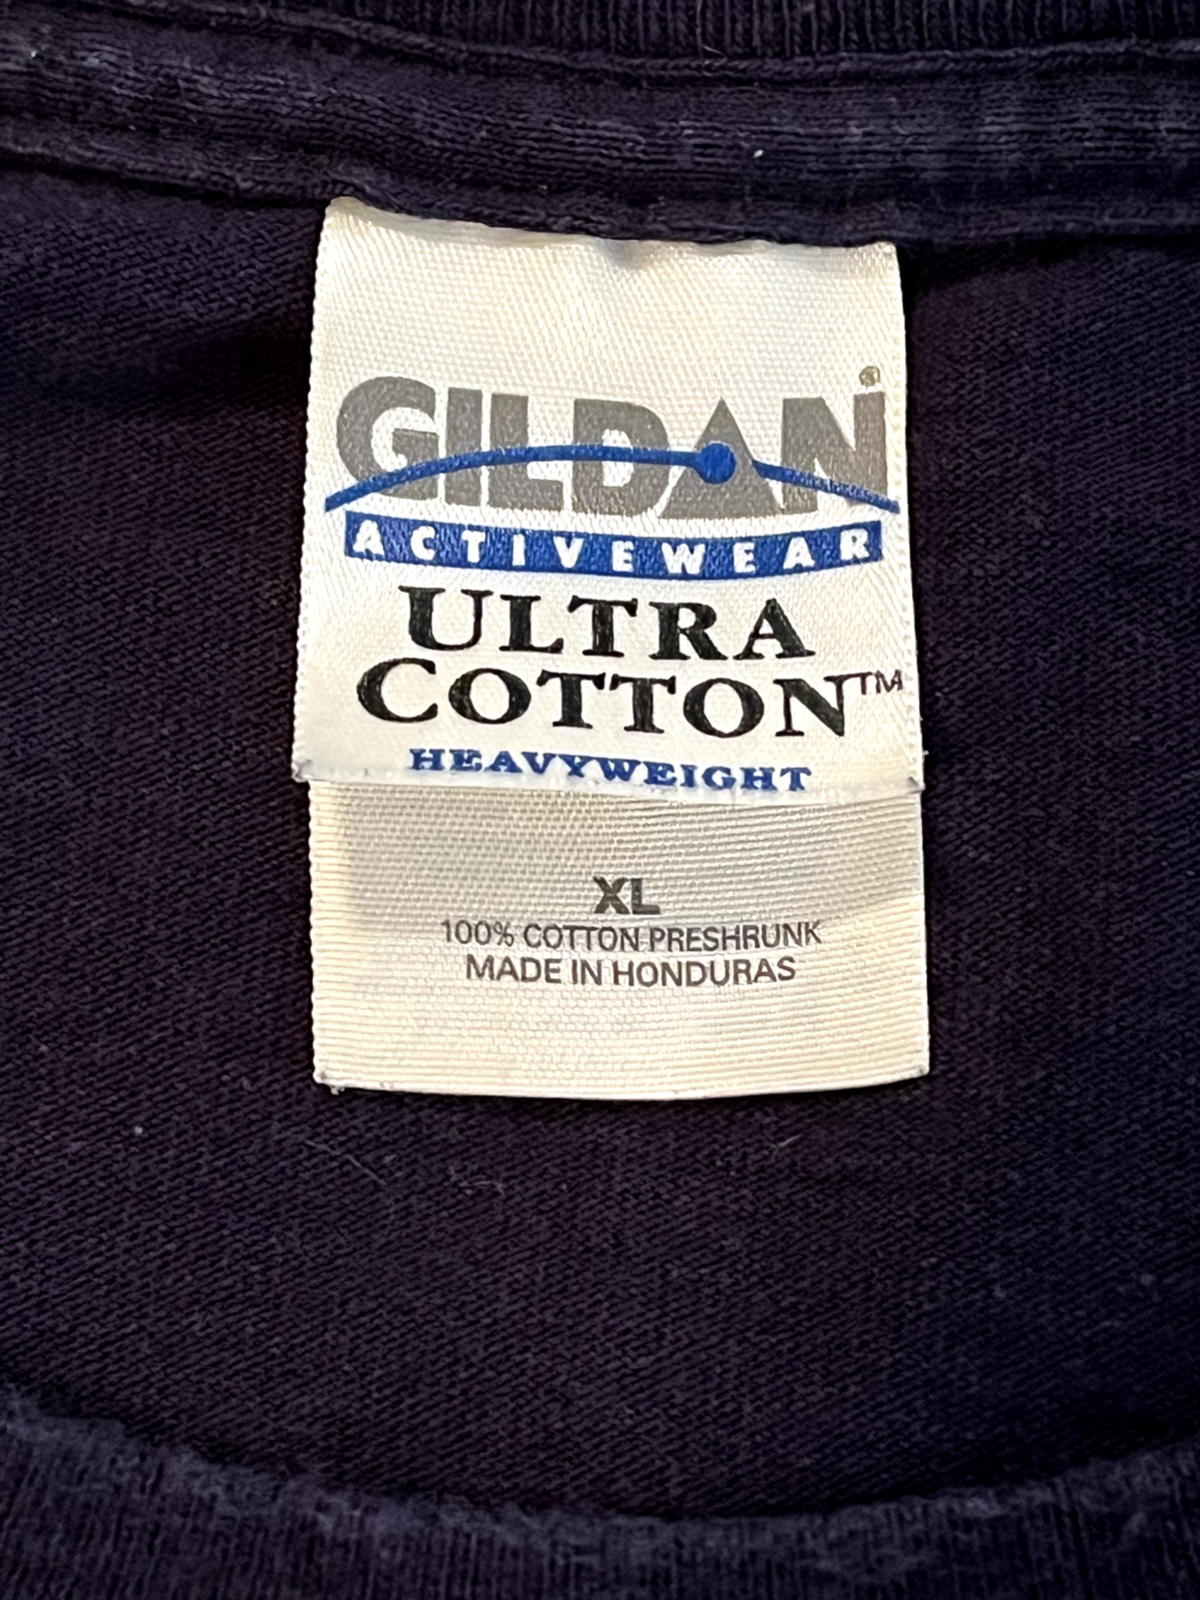 GILDAN®
ACTIVEWEAR
ULTRA
COTTON™
HEAVYWEIGHT
XL
100% COTTON PRESHRUNK
MADE IN HONDURAS